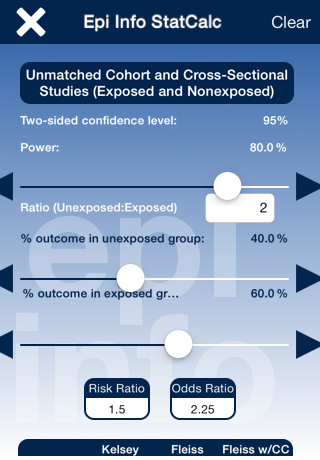 Epi Info StatCalc
Clear
Unmatched Cohort and Cross-Sectional
Studies (Exposed and Nonexposed)
Two-sided confidence level: 95%
Power: 80.0 %
Ratio (Unexposed:Exposed) 2
% outcome in unexposed group: 40.0 %
% outcome in exposed gr... 60.0 %
epi
info
Risk Ratio Odds Ratio
1.5 2.25
Kelsey Fleiss Fleiss w/CC